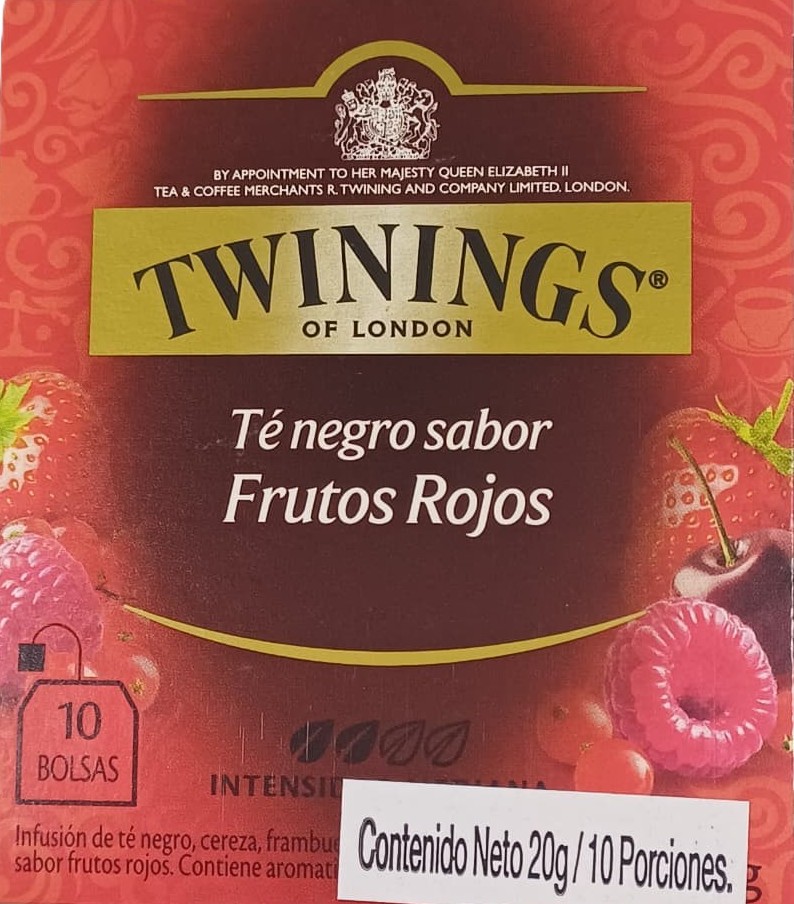 BY APPOINTMENT TO HER MAJESTY QUEEN ELIZABETH II
TEA & COFFEE MERCHANTS R. TWINING AND COMPANY LIMITED. LONDON.
TWININGS®
OF LONDON
Té negro sabor
Frutos Rojos
10
BOLSAS
Infusión de té negro, cereza,
sabor frutos rojos. Contiene
Contenido Neto 20g / 10 Porciones.